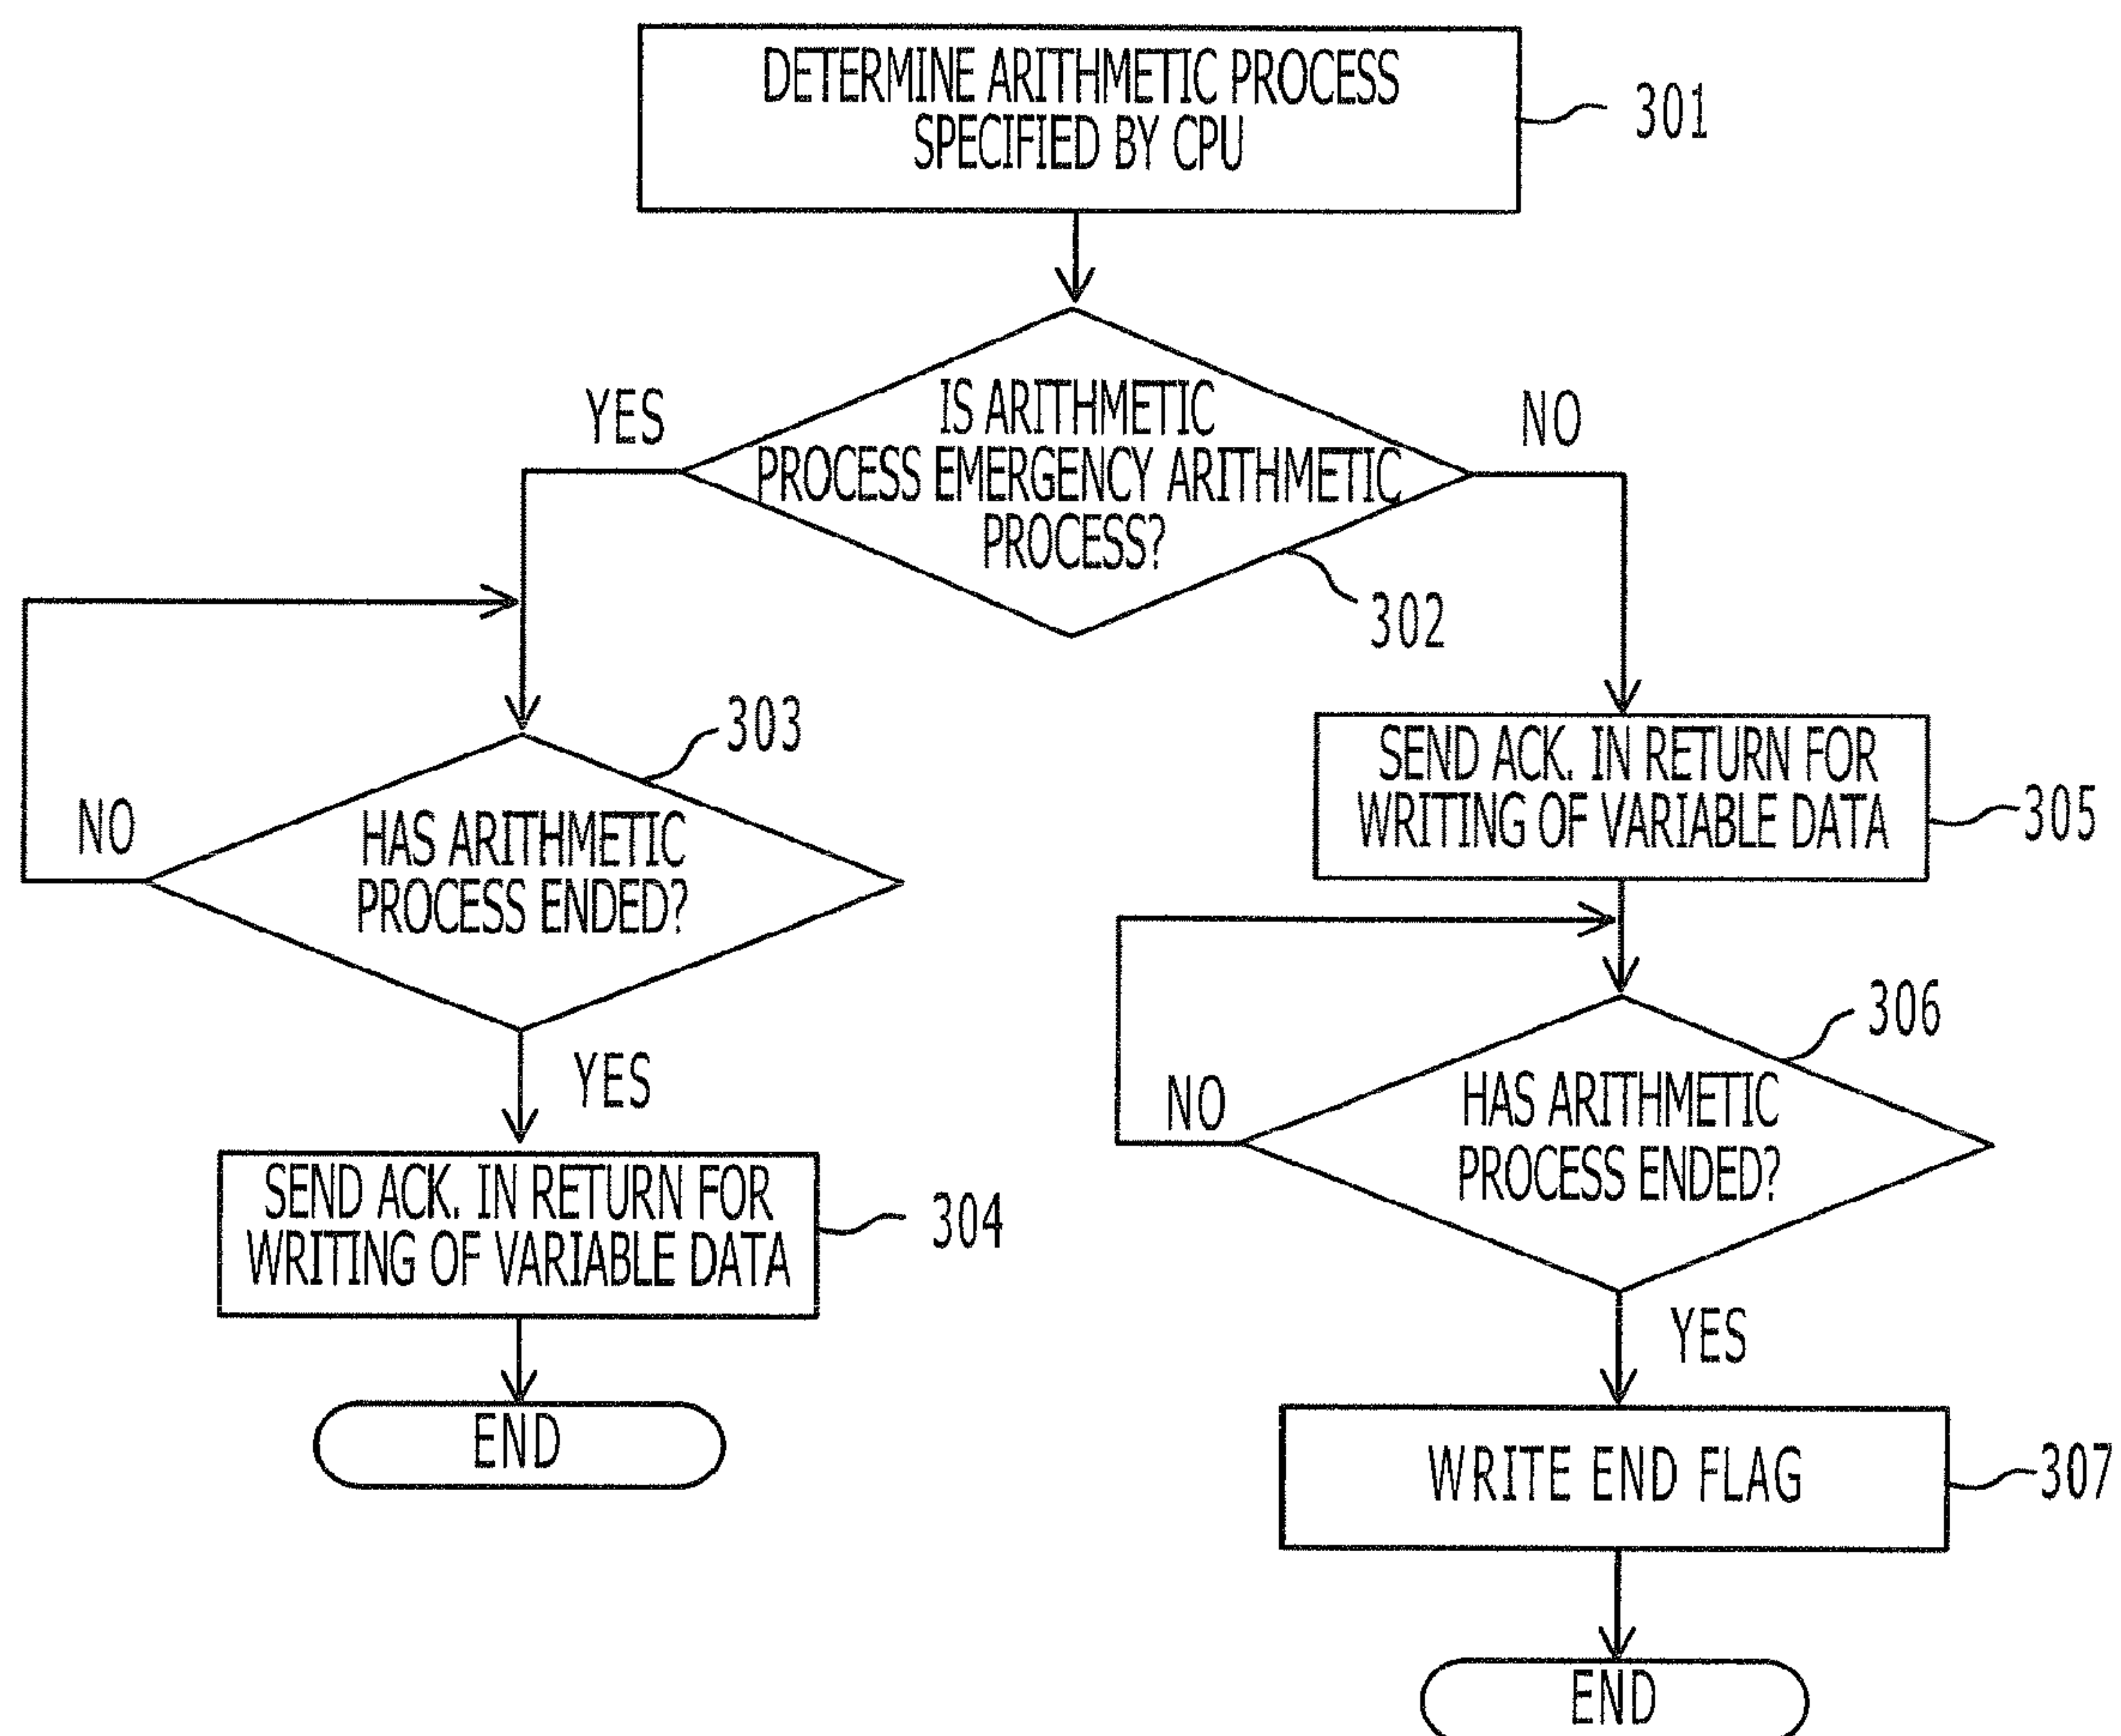 DETERMINE ARITHMETIC PROCESS
SPECIFIED BY CPU
301
YES
IS ARITHMETIC
PROCESS EMERGENCY ARITHMETIC
PROCESS?
NO
302
303
NO
HAS ARITHMETIC
PROCESS ENDED?
YES
SEND ACK. IN RETURN FOR
WRITING OF VARIABLE DATA
304
END
SEND ACK. IN RETURN FOR
WRITING OF VARIABLE DATA
305
306
NO
HAS ARITHMETIC
PROCESS ENDED?
YES
WRITE END FLAG
307
END